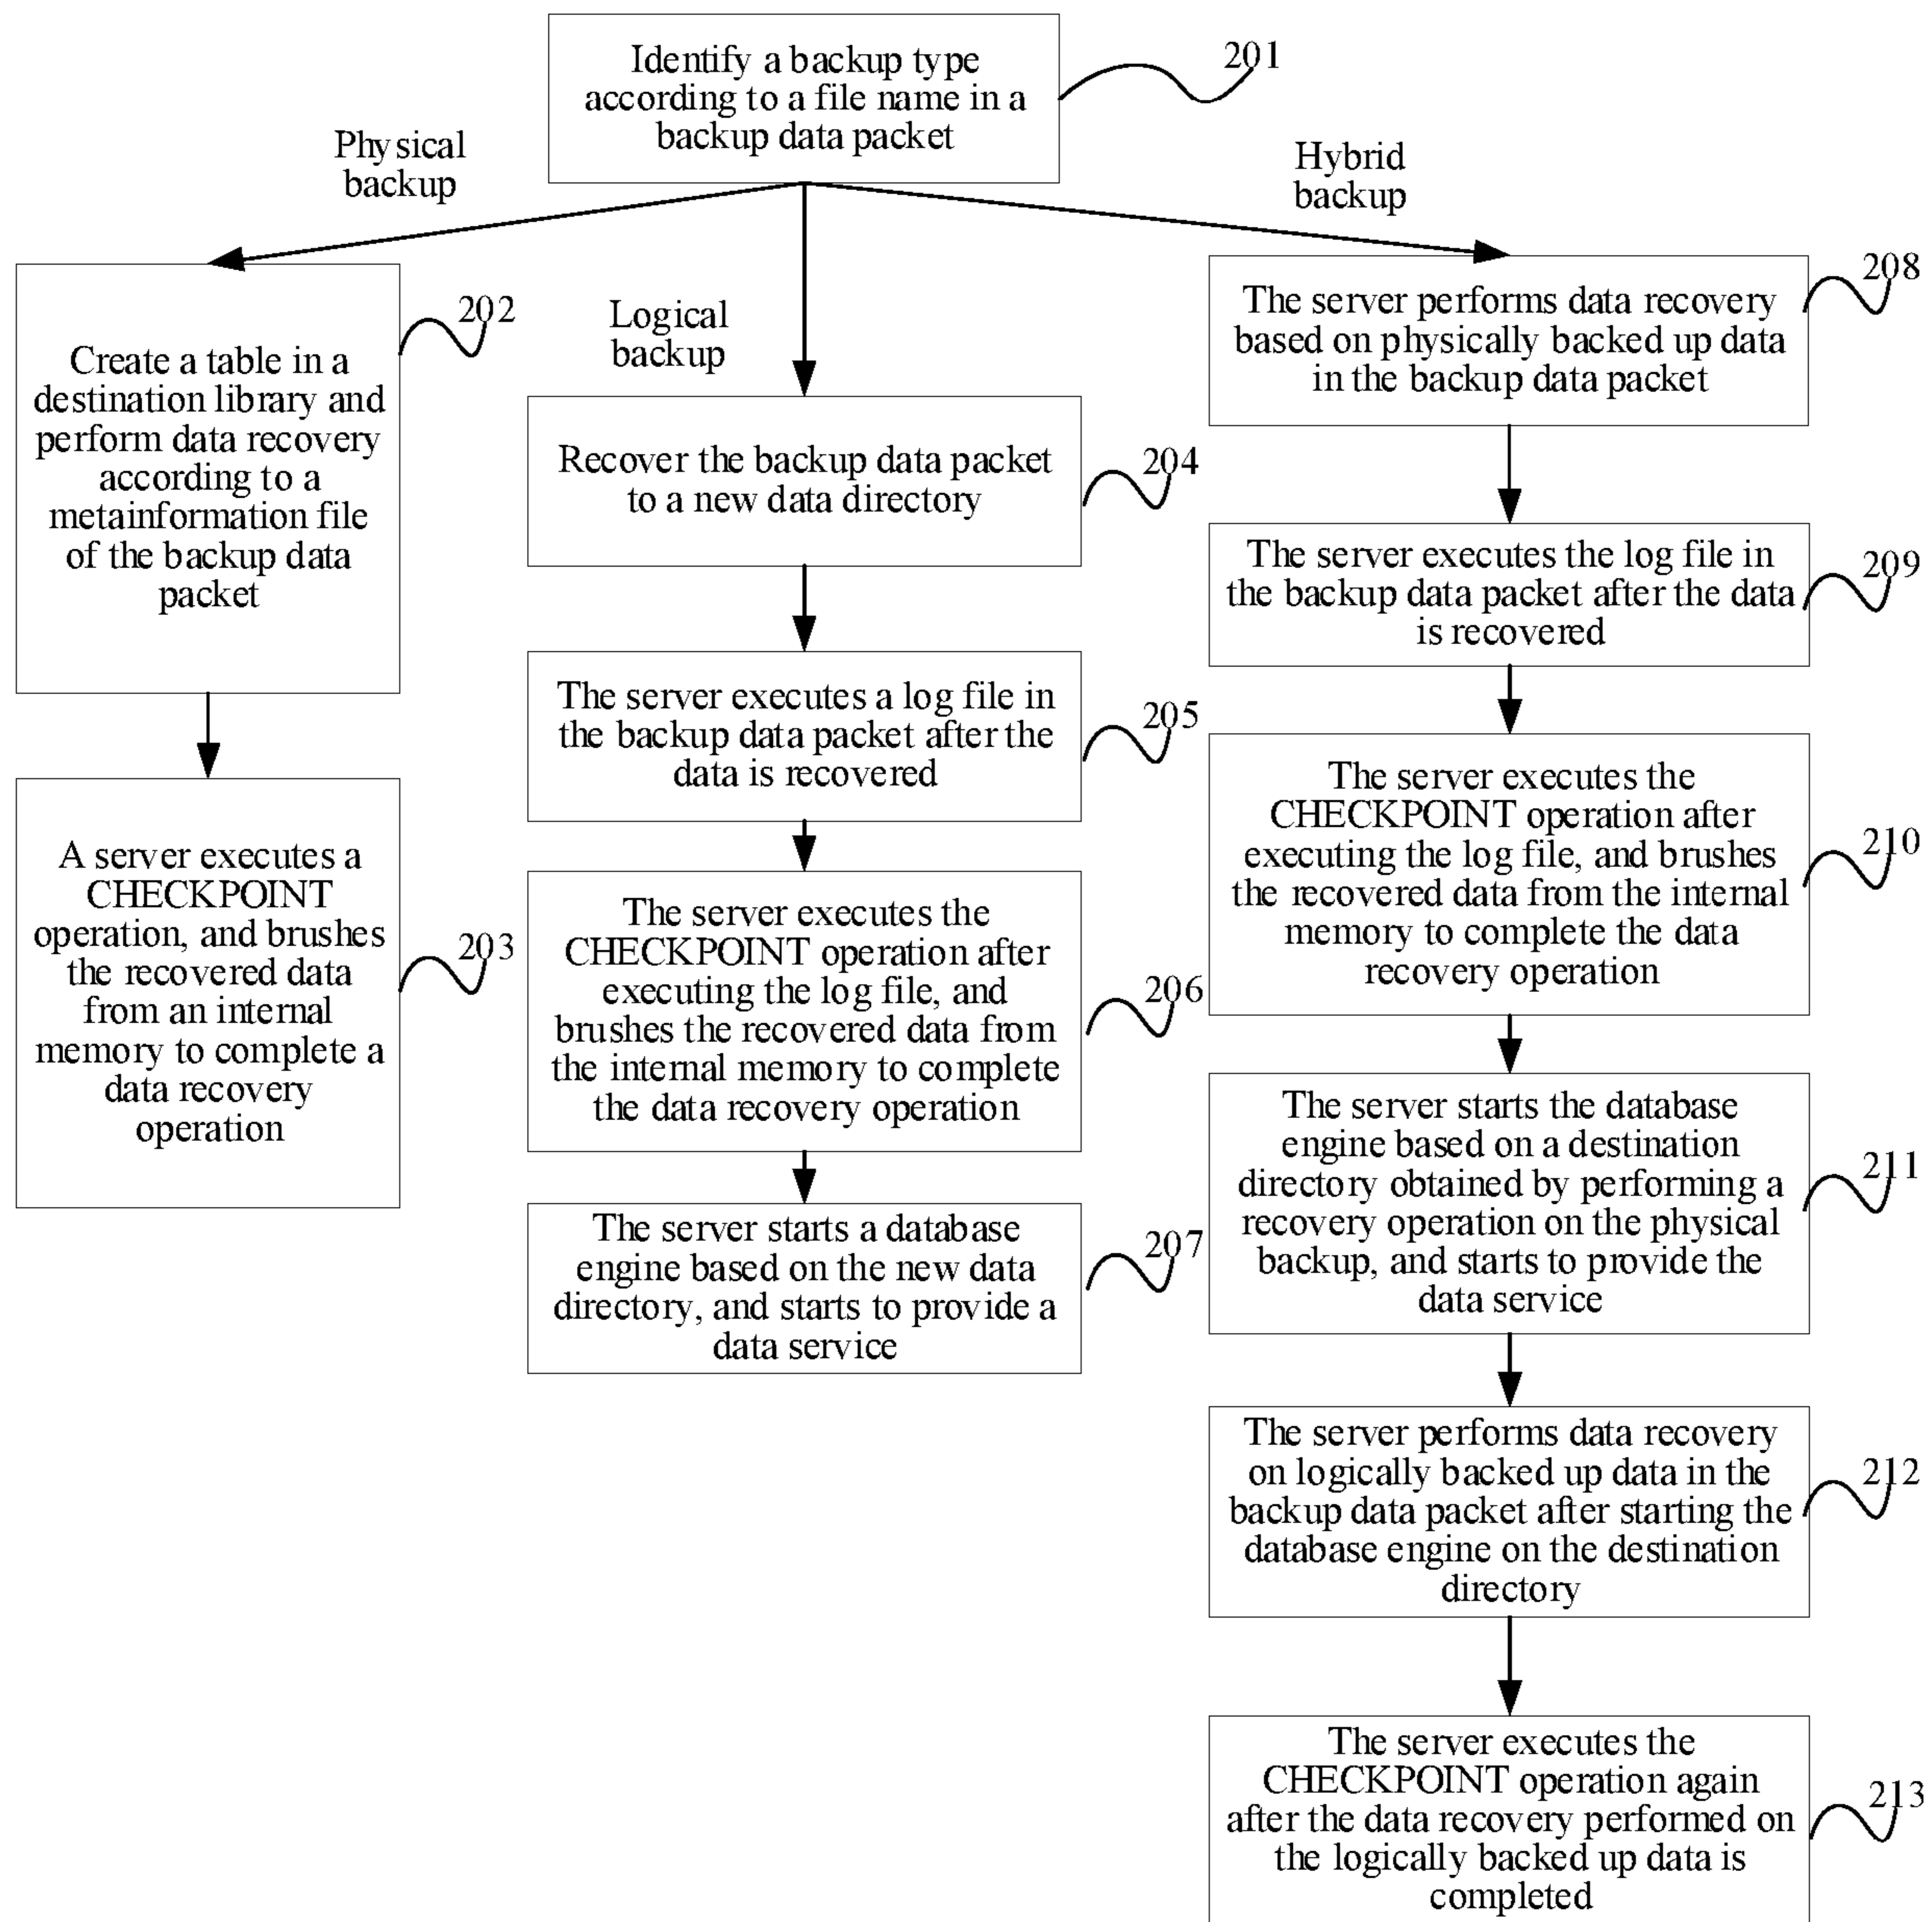 Identify a backup type
according to a file name in a
backup data packet
201
Physical
backup
Logical
backup
Hybrid
backup
Create a table in a
destination library and
perform data recovery
according to a
metainformation file
of the backup data
packet
202
A server executes a
CHECKPOINT
operation, and brushes
the recovered data
from an internal
memory to complete a
data recovery
operation
203
Recover the backup data packet
to a new data directory
204
The server executes a log file in
the backup data packet after the
data is recovered
205
The server executes the
CHECKPOINT operation after
executing the log file, and
brushes the recovered data from
the internal memory to complete
the data recovery operation
206
The server starts a database
engine based on the new data
directory, and starts to provide a
data service
207
The server performs data recovery
based on physically backed up data
in the backup data packet
208
The server executes the log file in
the backup data packet after the data
is recovered
209
The server executes the
CHECKPOINT operation after
executing the log file, and brushes
the recovered data from the internal
memory to complete the data
recovery operation
210
The server starts the database
engine based on a destination
directory obtained by performing a
recovery operation on the physical
backup, and starts to provide the
data service
211
The server performs data recovery
on logically backed up data in the
backup data packet after starting the
database engine on the destination
directory
212
The server executes the
CHECKPOINT operation again
after the data recovery performed on
the logically backed up data is
completed
213